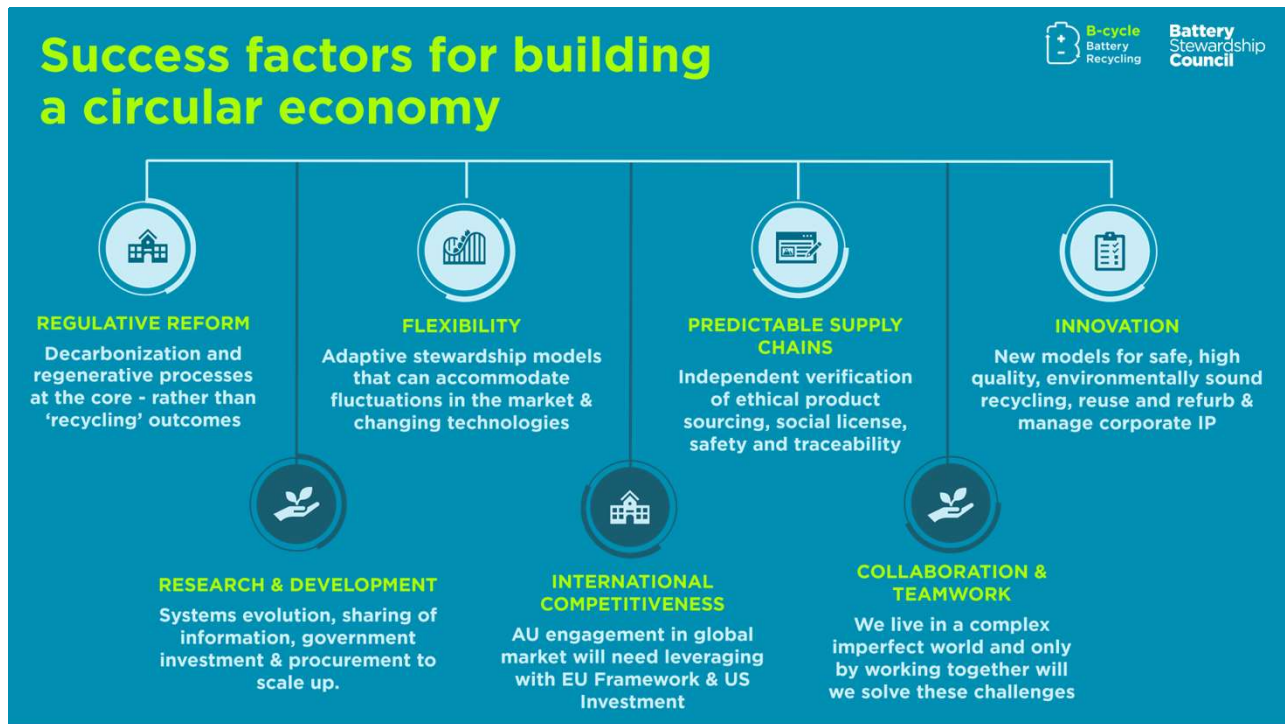 Success factors for building
a circular economy
B-cycle
Battery
Recycling
Battery
Stewardship
Council
REGULATIVE REFORM
Decarbonization and
regenerative processes
at the core - rather than
‘recycling’ outcomes
FLEXIBILITY
Adaptive stewardship models
that can accommodate
fluctuations in the market &
changing technologies
PREDICTABLE SUPPLY
CHAINS
Independent verification
of ethical product
sourcing, social license,
safety and traceability
INNOVATION
New models for safe, high
quality, environmentally sound
recycling, reuse and refurb &
manage corporate IP
RESEARCH & DEVELOPMENT
Systems evolution, sharing of
information, government
investment & procurement to
scale up.
INTERNATIONAL
COMPETITIVENESS
AU engagement in global
market will need leveraging
with EU Framework & US
Investment
COLLABORATION &
TEAMWORK
We live in a complex
imperfect world and only
by working together will
we solve these challenges